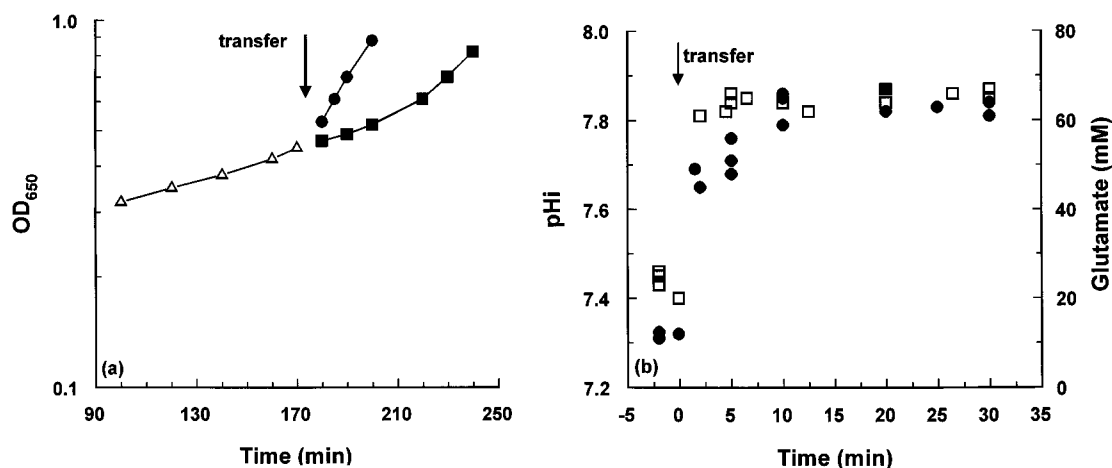 1.0
transfer
OD650
(a)
0.1
90 130 170 210 250
Time (min)
8.0
transfer
7.8
7.6
pHi
7.4
(b)
7.2
80
60
40
Glutamate (mM)
20
0
-5 0 5 10 15 20 25 30 35
Time (min)